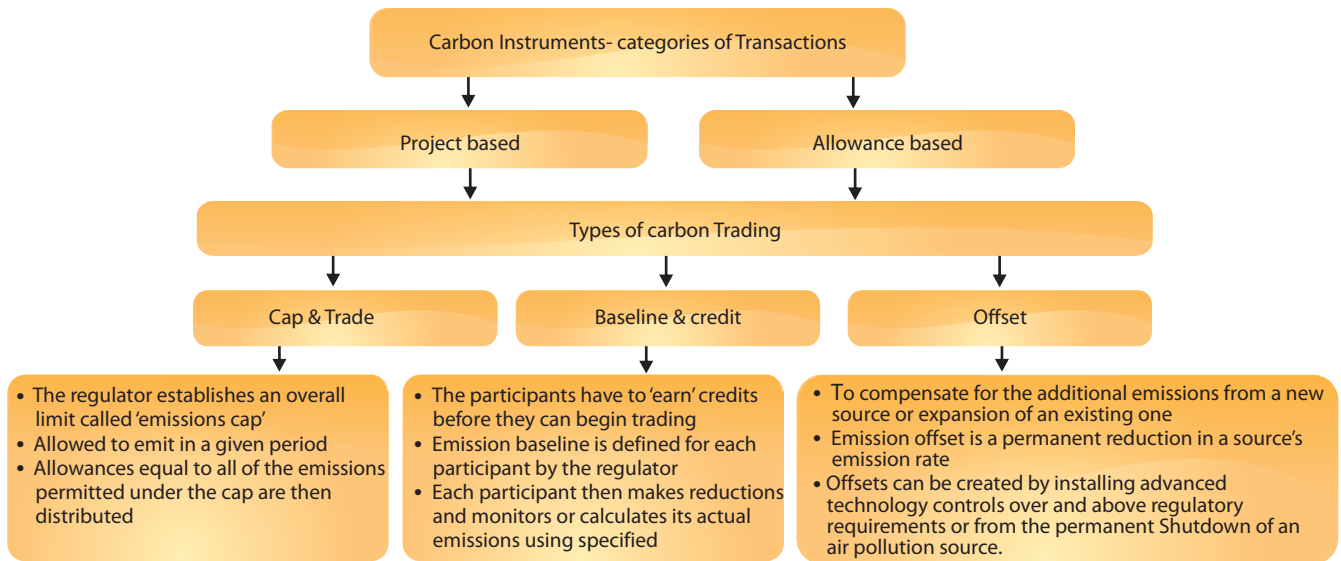 Carbon Instruments- categories of Transactions
Project based
Allowance based
Types of carbon Trading
Cap & Trade
Baseline & credit
Offset
• The regulator establishes an overall
limit called 'emissions cap'
• Allowed to emit in a given period
• Allowances equal to all of the emissions
permitted under the cap are then
distributed
• The participants have to 'earn' credits
before they can begin trading
• Emission baseline is defined for each
participant by the regulator
• Each participant then makes reductions
and monitors or calculates its actual
emissions using specified
• To compensate for the additional emissions from a new
source or expansion of an existing one
• Emission offset is a permanent reduction in a source's
emission rate
• Offsets can be created by installing advanced
technology controls over and above regulatory
requirements or from the permanent Shutdown of an
air pollution source.